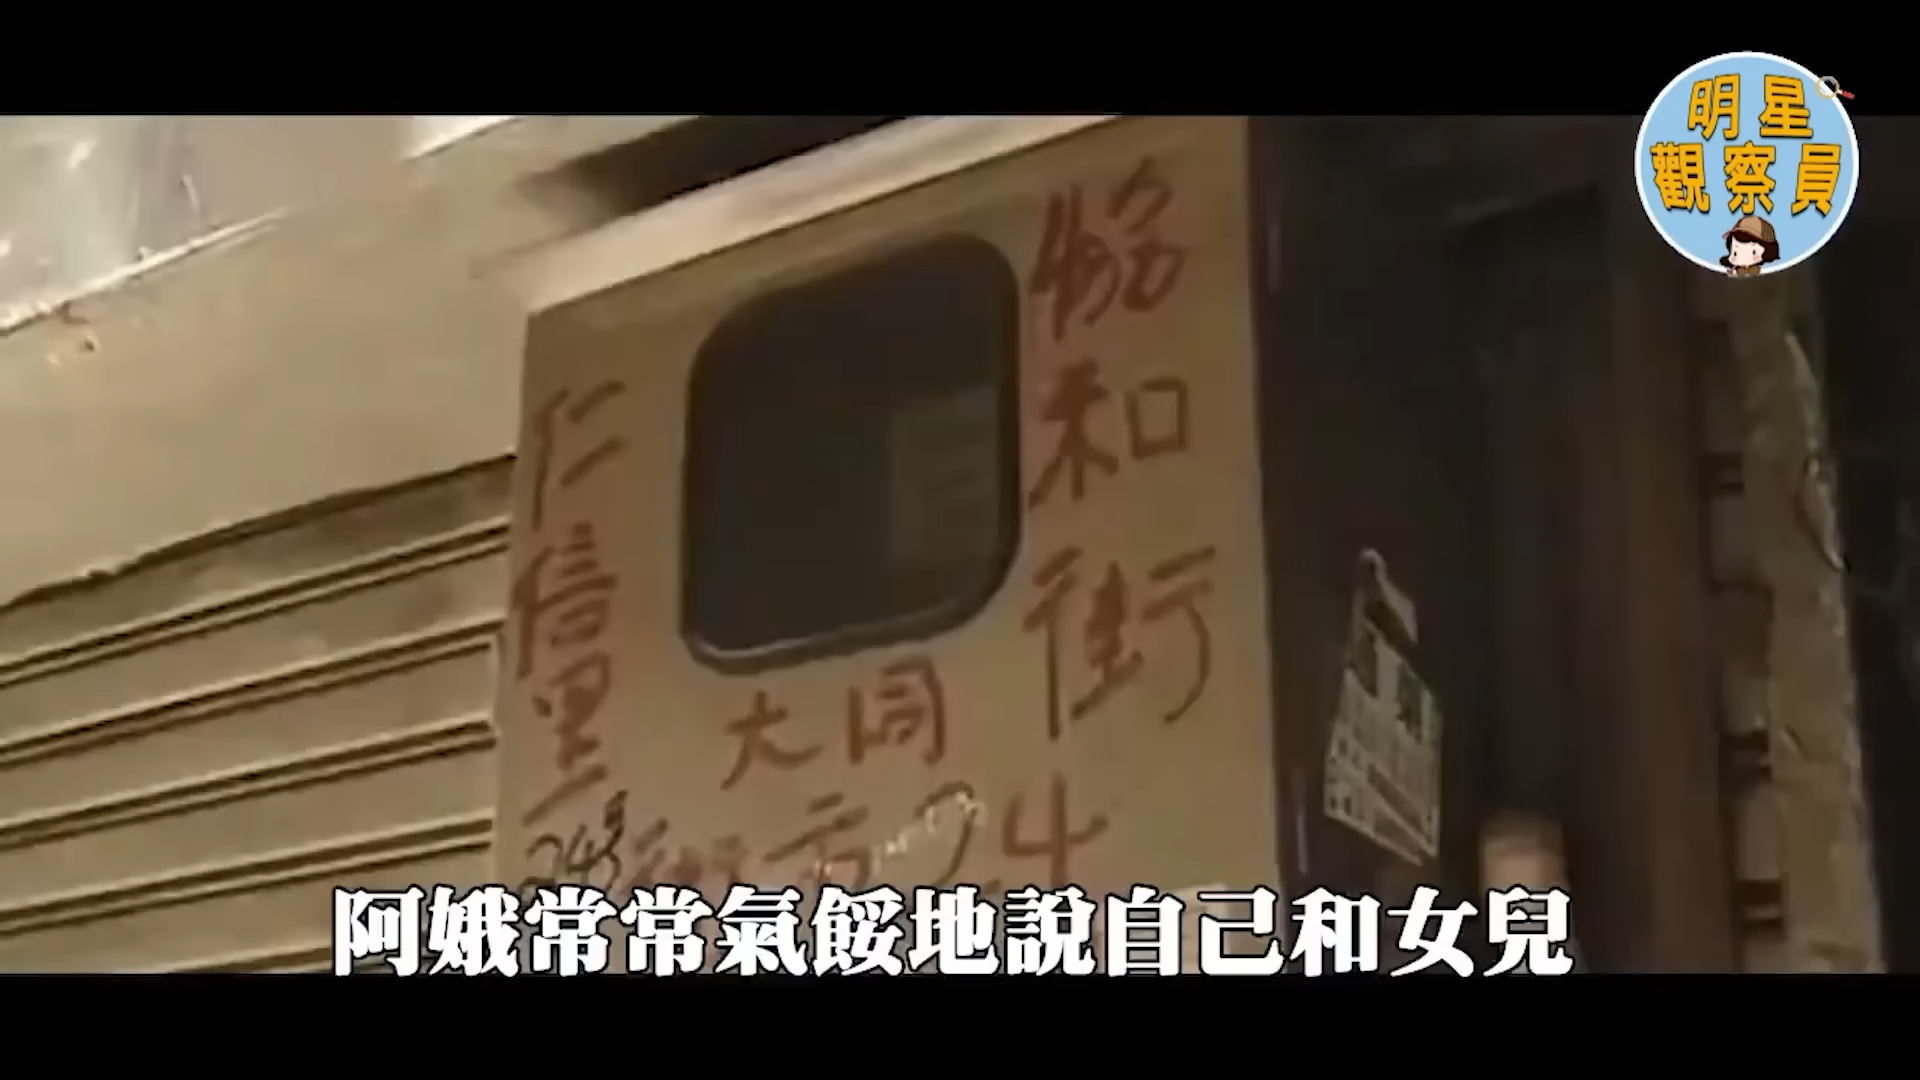 明星
觀察員
協和街
仁信里
大同
阿娥常常氣餒地說自己和女兒